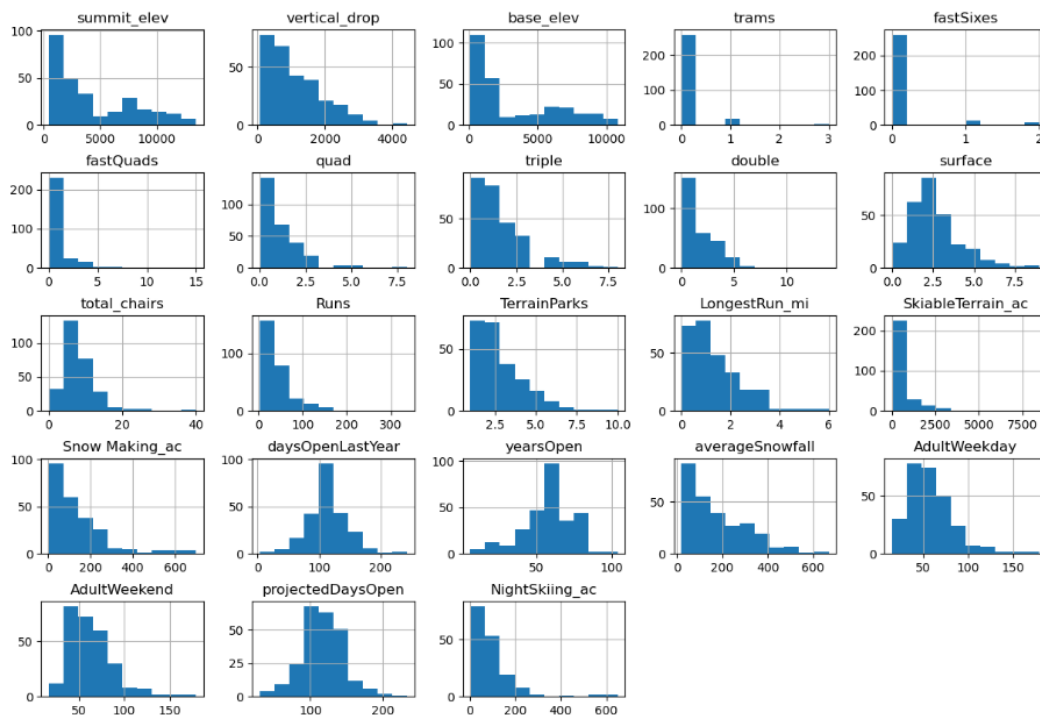 summit_elev vertical_drop base_elev trams fastSixes
100 50 0 5000 10000
50 0 0 2000 4000
100 50 0 0 5000 10000
200 100 0 0 1 2 3
200 100 0 0 1 2
fastQuads quad triple double surface
200 100 0 0 5 10 15
100 50 0 0.0 2.5 5.0 7.5
50 0 0.0 2.5 5.0 7.5
100 0 0 5 10
50 0 0.0 2.5 5.0 7.5
total_chairs Runs TerrainParks LongestRun_mi SkiableTerrain_ac
100 50 0 0 20 40
100 0 0 100 200 300
50 0 2.5 5.0 7.5 10.0
50 0 0 2 4 6
200 100 0 0 2500 5000 7500
Snow Making_ac daysOpenLastYear yearsOpen averageSnowfall AdultWeekday
100 50 0 0 200 400 600
100 50 0 0 100 200
100 50 0 50 100
50 0 0 200 400 600
50 0 50 100 150
AdultWeekend projectedDaysOpen NightSkiing_ac
50 0 50 100 150
50 25 0 100 200
50 0 0 200 400 600